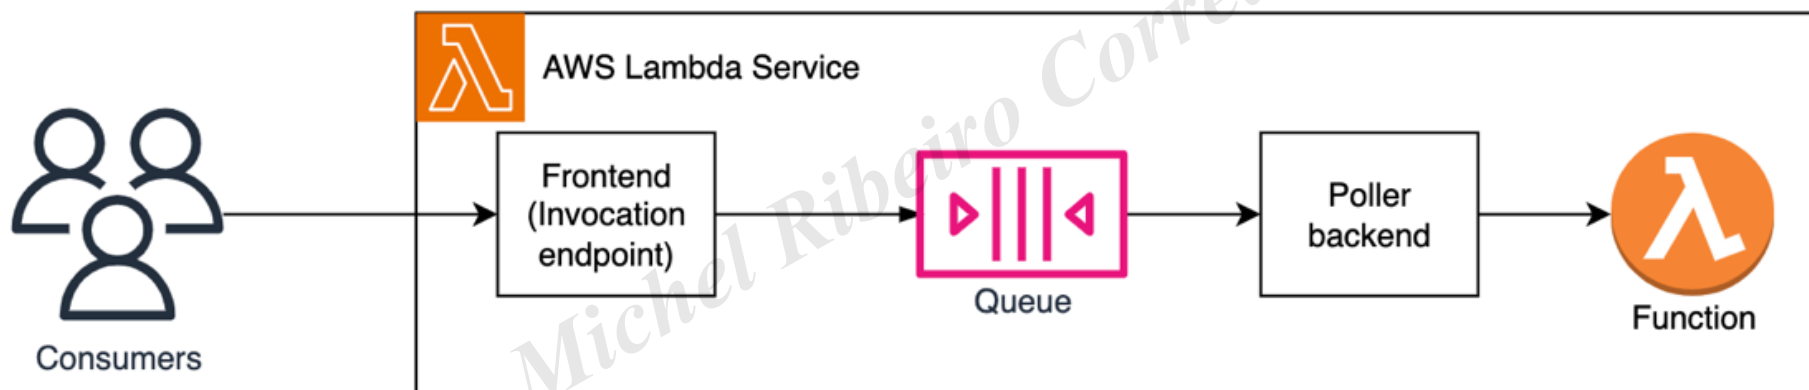 AWS Lambda Service
Frontend
(Invocation
endpoint)
Poller
backend
Queue
Function
Consumers
Michel Ribeiro